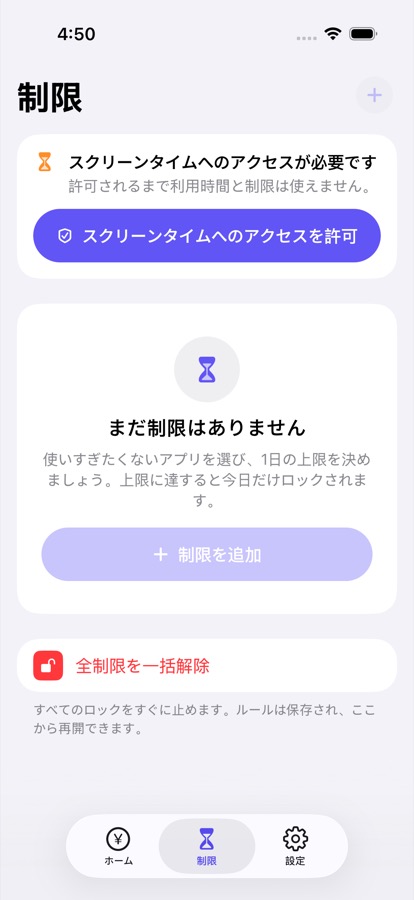 4:50
制限
スクリーンタイムへのアクセスが必要です
許可されるまで利用時間と制限は使えません。
スクリーンタイムへのアクセスを許可
まだ制限はありません
使いすぎたくないアプリを選び、1日の上限を決め
ましょう。上限に達すると今日だけロックされま
す。
+ 制限を追加
全制限を一括解除
すべてのロックをすぐに止めます。ルールは保存され、ここ
から再開できます。
ホーム 制限 設定